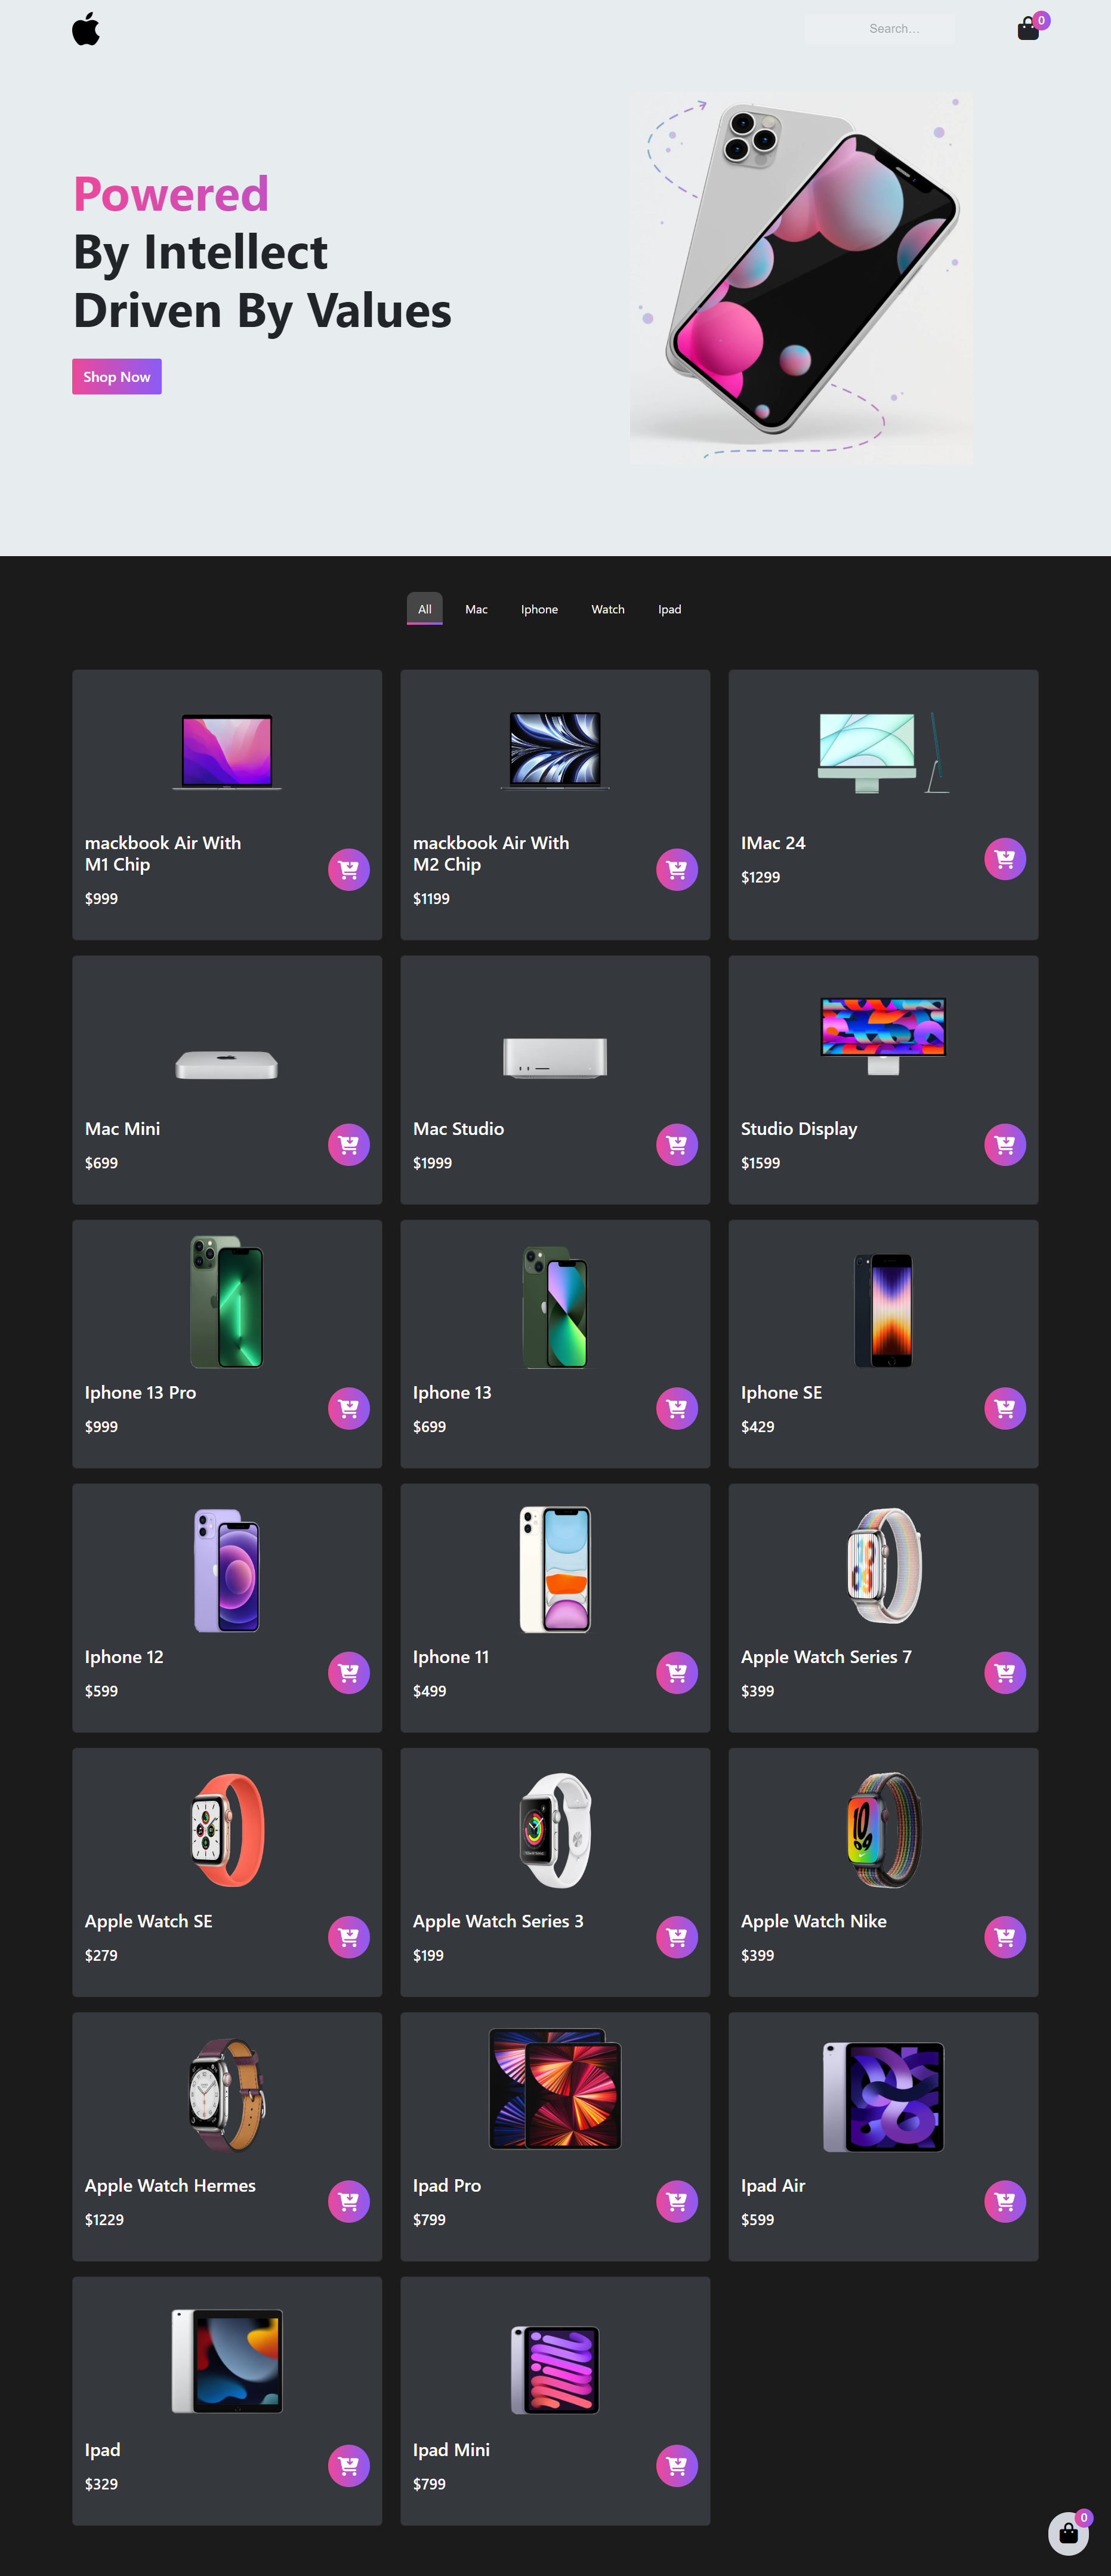 Search...
0
Powered
By Intellect
Driven By Values
Shop Now
All
Mac
Iphone
Watch
Ipad
mackbook Air With
M1 Chip
$999
mackbook Air With
M2 Chip
$1199
IMac 24
$1299
Mac Mini
$699
Mac Studio
$1999
Studio Display
$1599
Iphone 13 Pro
$999
Iphone 13
$699
Iphone SE
$429
Iphone 12
$599
Iphone 11
$499
Apple Watch Series 7
$399
Apple Watch SE
$279
Apple Watch Series 3
$199
Apple Watch Nike
$399
Apple Watch Hermes
$1229
Ipad Pro
$799
Ipad Air
$599
Ipad
$329
Ipad Mini
$799
0